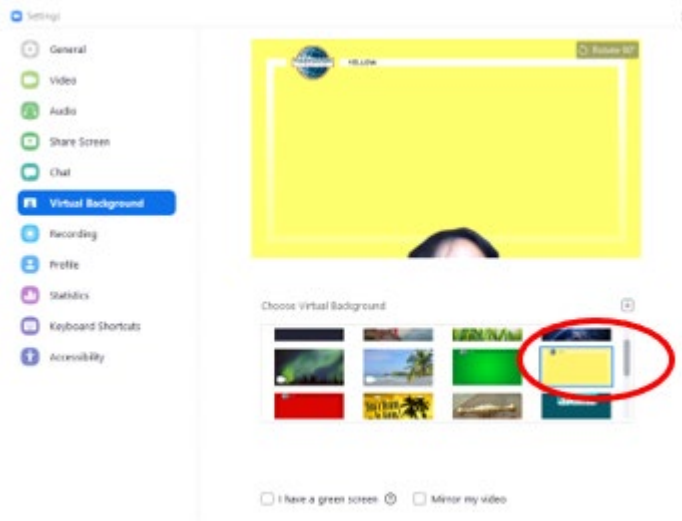 Settings
General
Video
Audio
Share Screen
Chat
Virtual Background
Recording
Profile
Statistics
Keyboard Shortcuts
Accessibility
Rotate 90°
YELLOW
Choose Virtual Background
I have a green screen
Mirror my video